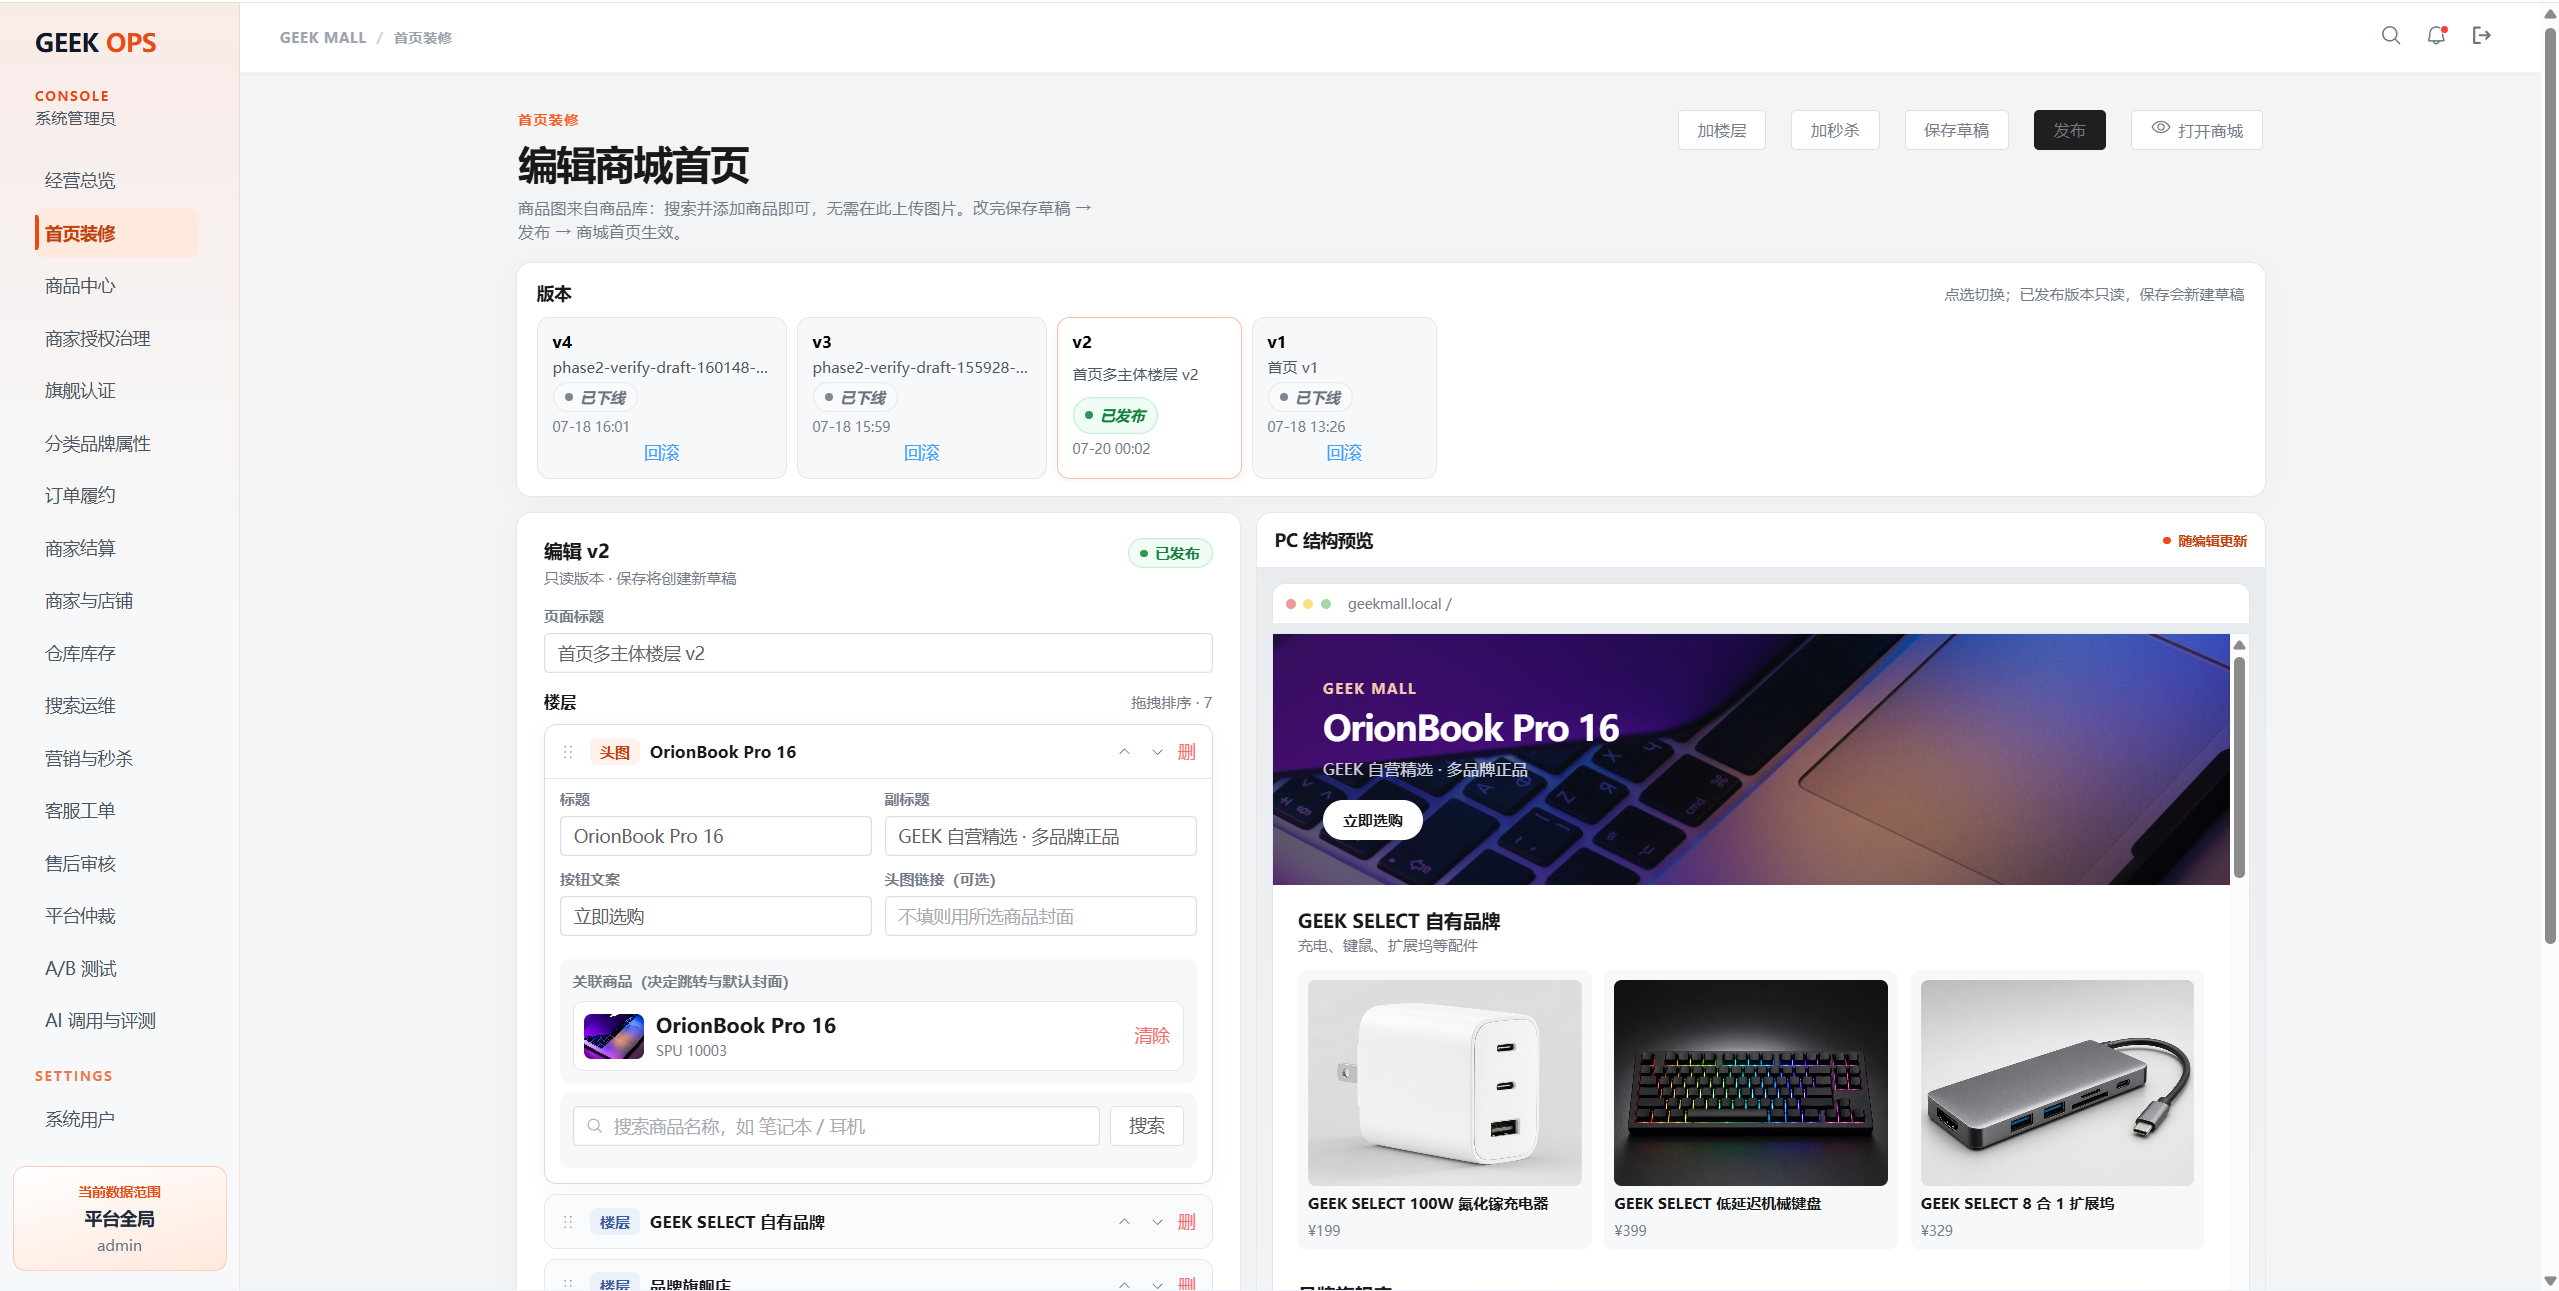 GEEK OPS
CONSOLE
系统管理员
经营总览
首页装修
商品中心
商家授权治理
旗舰认证
分类品牌属性
订单履约
商家结算
商家与店铺
仓库库存
搜索运维
营销与秒杀
客服工单
售后审核
平台仲裁
A/B 测试
AI 调用与评测
SETTINGS
系统用户
当前数据范围
平台全局
admin
GEEK MALL / 首页装修
首页装修
编辑商城首页
商品图来自商品库：搜索并添加商品即可，无需在此上传图片。改完保存草稿 →
发布 → 商城首页生效。
加楼层
加秒杀
保存草稿
发布
打开商城
版本
点选切换；已发布版本只读，保存会新建草稿
v4
phase2-verify-draft-160148-...
已下线
07-18 16:01
回滚
v3
phase2-verify-draft-155928-...
已下线
07-18 15:59
回滚
v2
首页多主体楼层 v2
已发布
07-20 00:02
v1
首页 v1
已下线
07-18 13:26
回滚
编辑 v2
已发布
只读版本 · 保存将创建新草稿
页面标题
首页多主体楼层 v2
楼层
拖拽排序 · 7
头图 OrionBook Pro 16 删
标题
OrionBook Pro 16
副标题
GEEK 自营精选 · 多品牌正品
按钮文案
立即选购
头图链接（可选）
不填则用所选商品封面
关联商品（决定跳转与默认封面）
OrionBook Pro 16
SPU 10003
清除
搜索商品名称，如 笔记本 / 耳机
搜索
楼层 GEEK SELECT 自有品牌 删
楼层 品牌旗舰店 删
PC 结构预览
随编辑更新
geekmall.local /
GEEK MALL
OrionBook Pro 16
GEEK 自营精选 · 多品牌正品
立即选购
GEEK SELECT 自有品牌
充电、键鼠、扩展坞等配件
GEEK SELECT 100W 氮化镓充电器
¥199
GEEK SELECT 低延迟机械键盘
¥399
GEEK SELECT 8 合 1 扩展坞
¥329